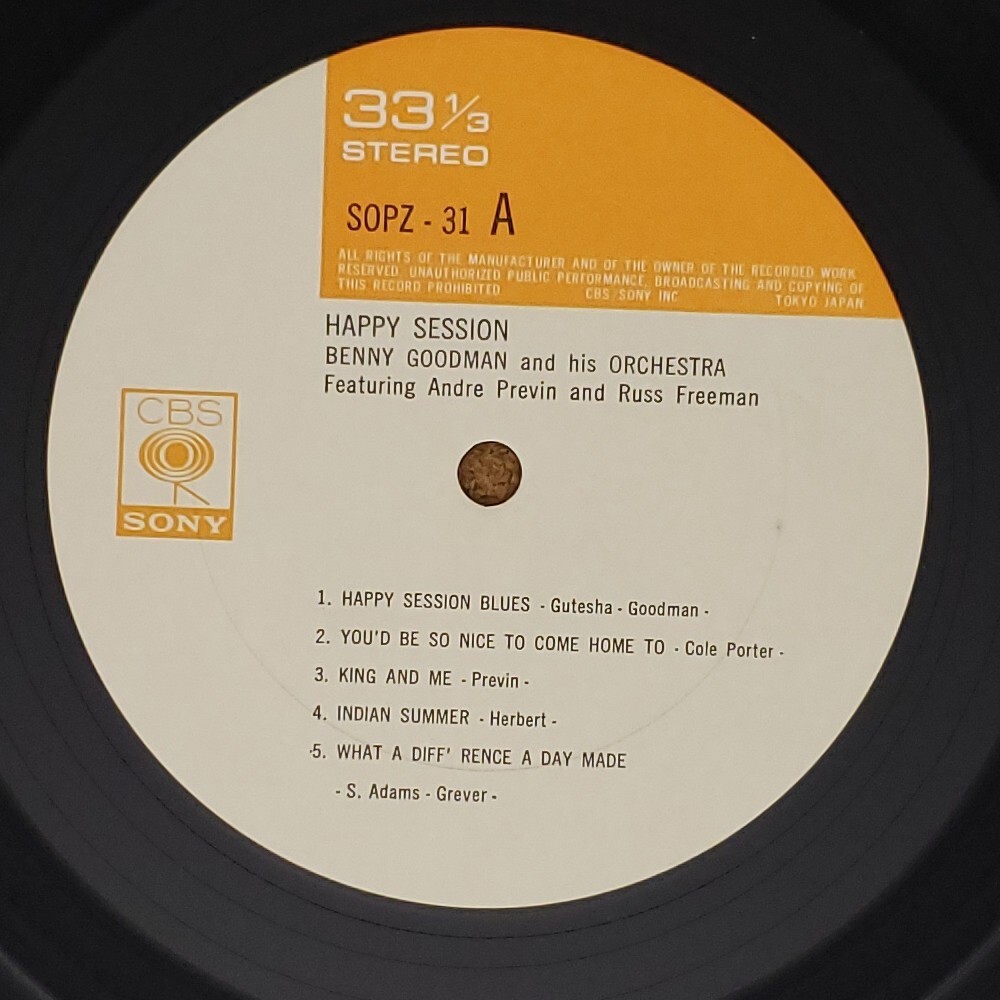 33 1/3
STEREO
SOPZ - 31 A
ALL RIGHTS OF THE MANUFACTURER AND OF THE OWNER OF THE RECORDED WORK
RESERVED. UNAUTHORIZED PUBLIC PERFORMANCE, BROADCASTING AND COPYING OF
THIS RECORD PROHIBITED CBS/SONY INC TOKYO JAPAN
HAPPY SESSION
BENNY GOODMAN and his ORCHESTRA
Featuring Andre Previn and Russ Freeman
CBS
SONY
1. HAPPY SESSION BLUES - Gutesha - Goodman -
2. YOU'D BE SO NICE TO COME HOME TO - Cole Porter -
3. KING AND ME - Previn -
4. INDIAN SUMMER - Herbert -
5. WHAT A DIFF' RENCE A DAY MADE
- S. Adams - Grever -